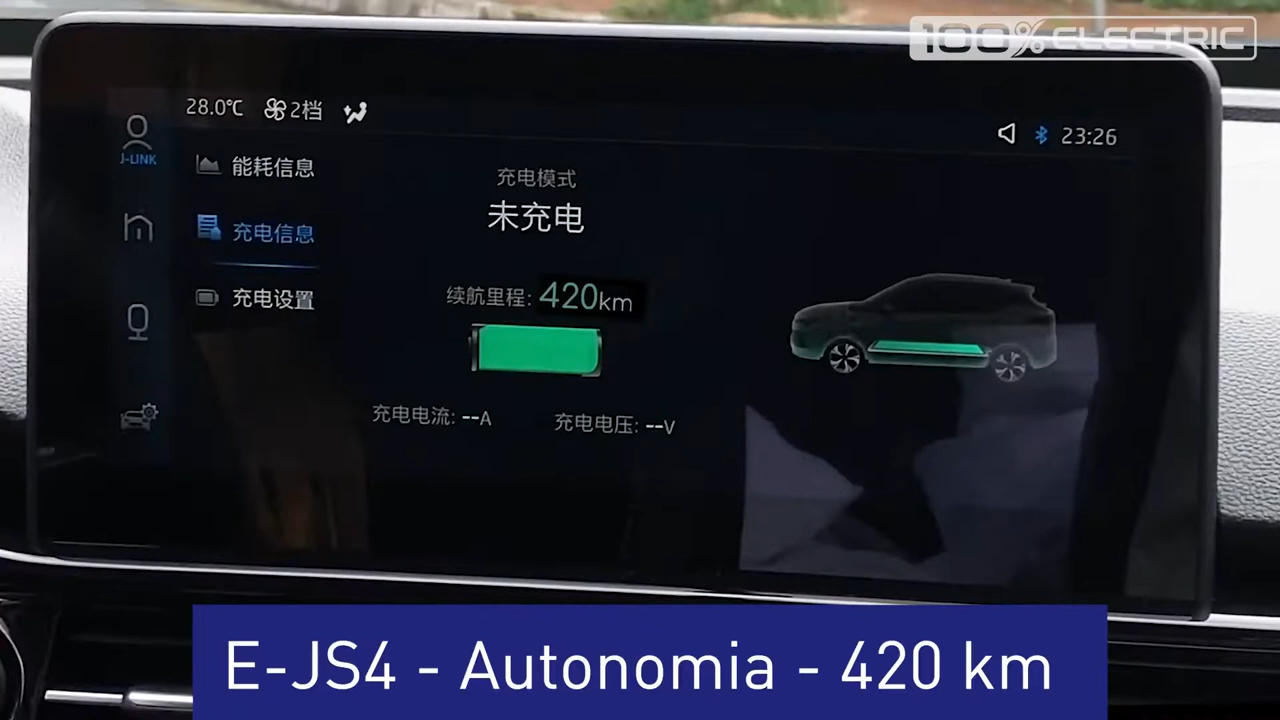 100% ELECTRIC
28.0℃ 2档
23:26
J-LINK
能耗信息
充电信息
充电设置
充电模式
未充电
续航里程: 420km
充电电流: --A
充电电压: --V
E-JS4 - Autonomia - 420 km